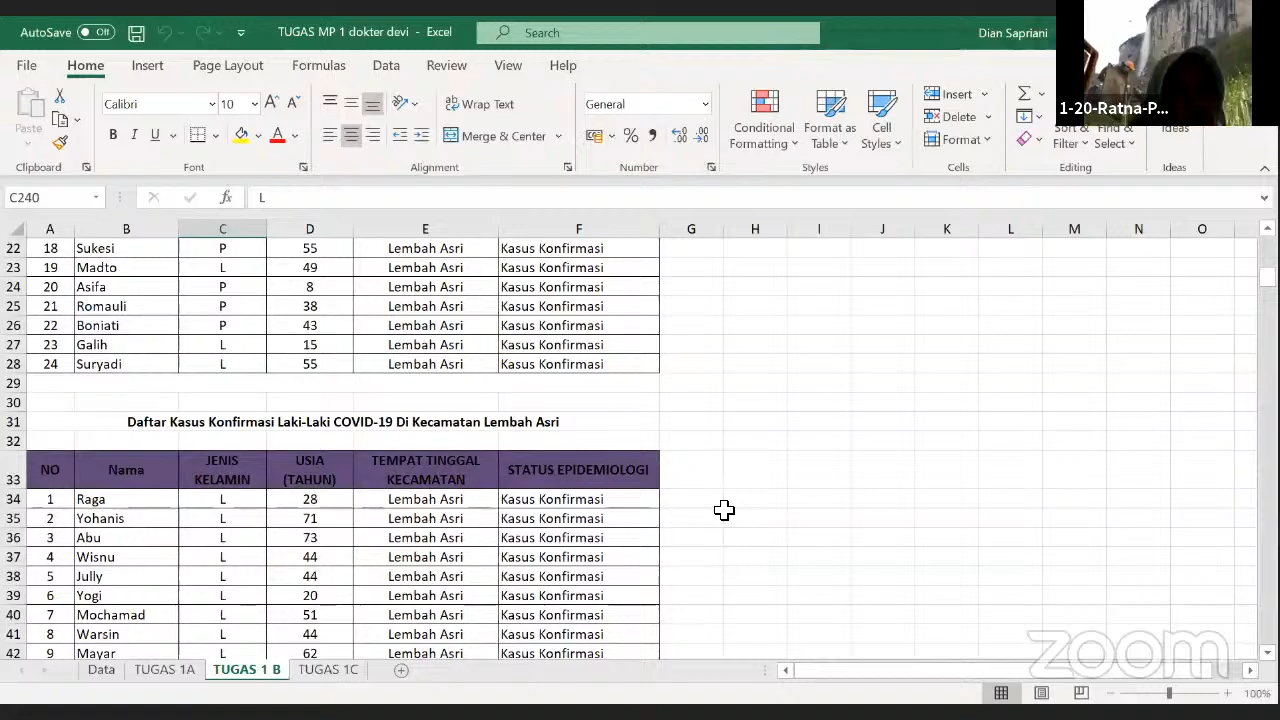 AutoSave Off
TUGAS MP 1 dokter devi - Excel
Search
Dian Sapriani
File Home Insert Page Layout Formulas Data Review View Help
1-20-Ratna-P...
Paste
Calibri 10
B I U
Wrap Text
Merge & Center
General
Conditional Formatting
Format as Table
Cell Styles
Insert
Delete
Format
Sort & Filter
Find & Select
Ideas
Clipboard Font Alignment Number Styles Cells Editing Ideas
C240 fx L
A B C D E F G H I J K L M N O
22 18 Sukesi P 55 Lembah Asri Kasus Konfirmasi
23 19 Madto L 49 Lembah Asri Kasus Konfirmasi
24 20 Asifa P 8 Lembah Asri Kasus Konfirmasi
25 21 Romauli P 38 Lembah Asri Kasus Konfirmasi
26 22 Boniati P 43 Lembah Asri Kasus Konfirmasi
27 23 Galih L 15 Lembah Asri Kasus Konfirmasi
28 24 Suryadi L 55 Lembah Asri Kasus Konfirmasi
29
30
31 Daftar Kasus Konfirmasi Laki-Laki COVID-19 Di Kecamatan Lembah Asri
32
33 NO Nama JENIS KELAMIN USIA (TAHUN) TEMPAT TINGGAL KECAMATAN STATUS EPIDEMIOLOGI
34 1 Raga L 28 Lembah Asri Kasus Konfirmasi
35 2 Yohanis L 71 Lembah Asri Kasus Konfirmasi
36 3 Abu L 73 Lembah Asri Kasus Konfirmasi
37 4 Wisnu L 44 Lembah Asri Kasus Konfirmasi
38 5 Jully L 44 Lembah Asri Kasus Konfirmasi
39 6 Yogi L 20 Lembah Asri Kasus Konfirmasi
40 7 Mochamad L 51 Lembah Asri Kasus Konfirmasi
41 8 Warsin L 44 Lembah Asri Kasus Konfirmasi
42 9 Mayar L 62 Lembah Asri Kasus Konfirmasi
zoom
Data TUGAS 1A TUGAS 1 B TUGAS 1C
100%